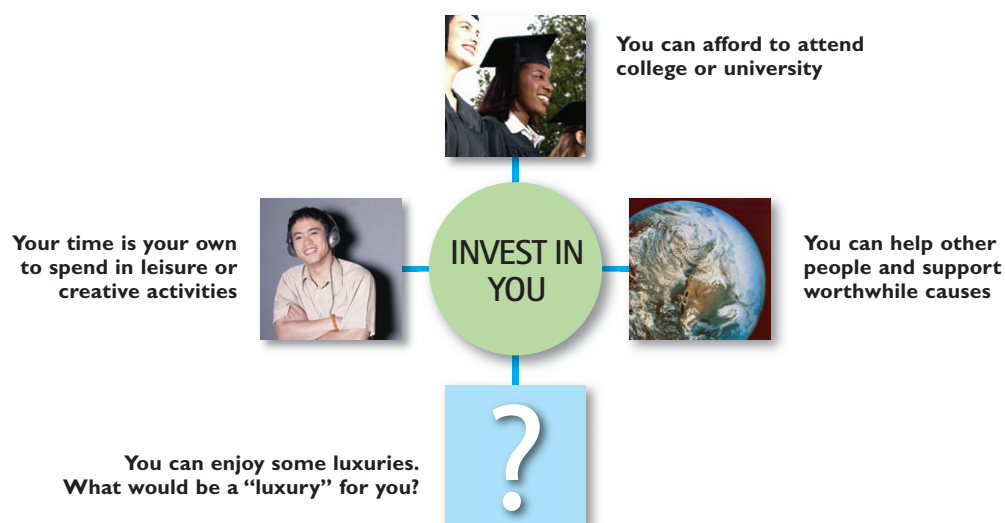 You can afford to attend
college or university
Your time is your own
to spend in leisure or
creative activities
INVEST IN
YOU
You can help other
people and support
worthwhile causes
?
You can enjoy some luxuries.
What would be a “luxury” for you?